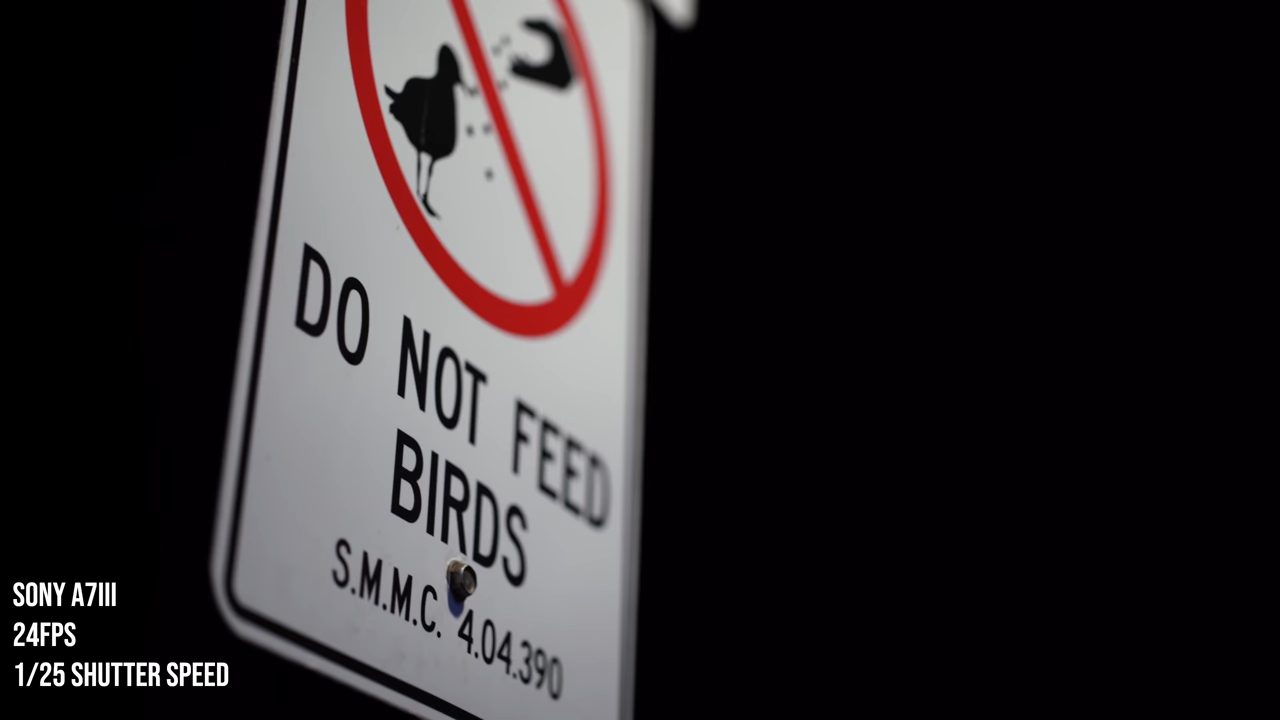 DO NOT FEED
BIRDS
S.M.M.C. 4.04.390
SONY A7III
24FPS
1/25 SHUTTER SPEED